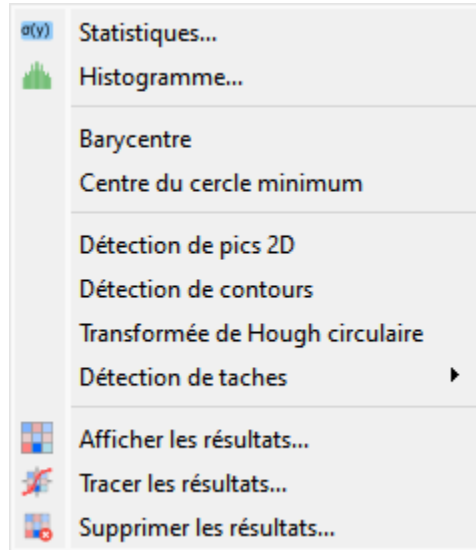 σ(y) Statistiques...
Histogramme...
Barycentre
Centre du cercle minimum
Détection de pics 2D
Détection de contours
Transformée de Hough circulaire
Détection de taches
Afficher les résultats...
Tracer les résultats...
Supprimer les résultats...